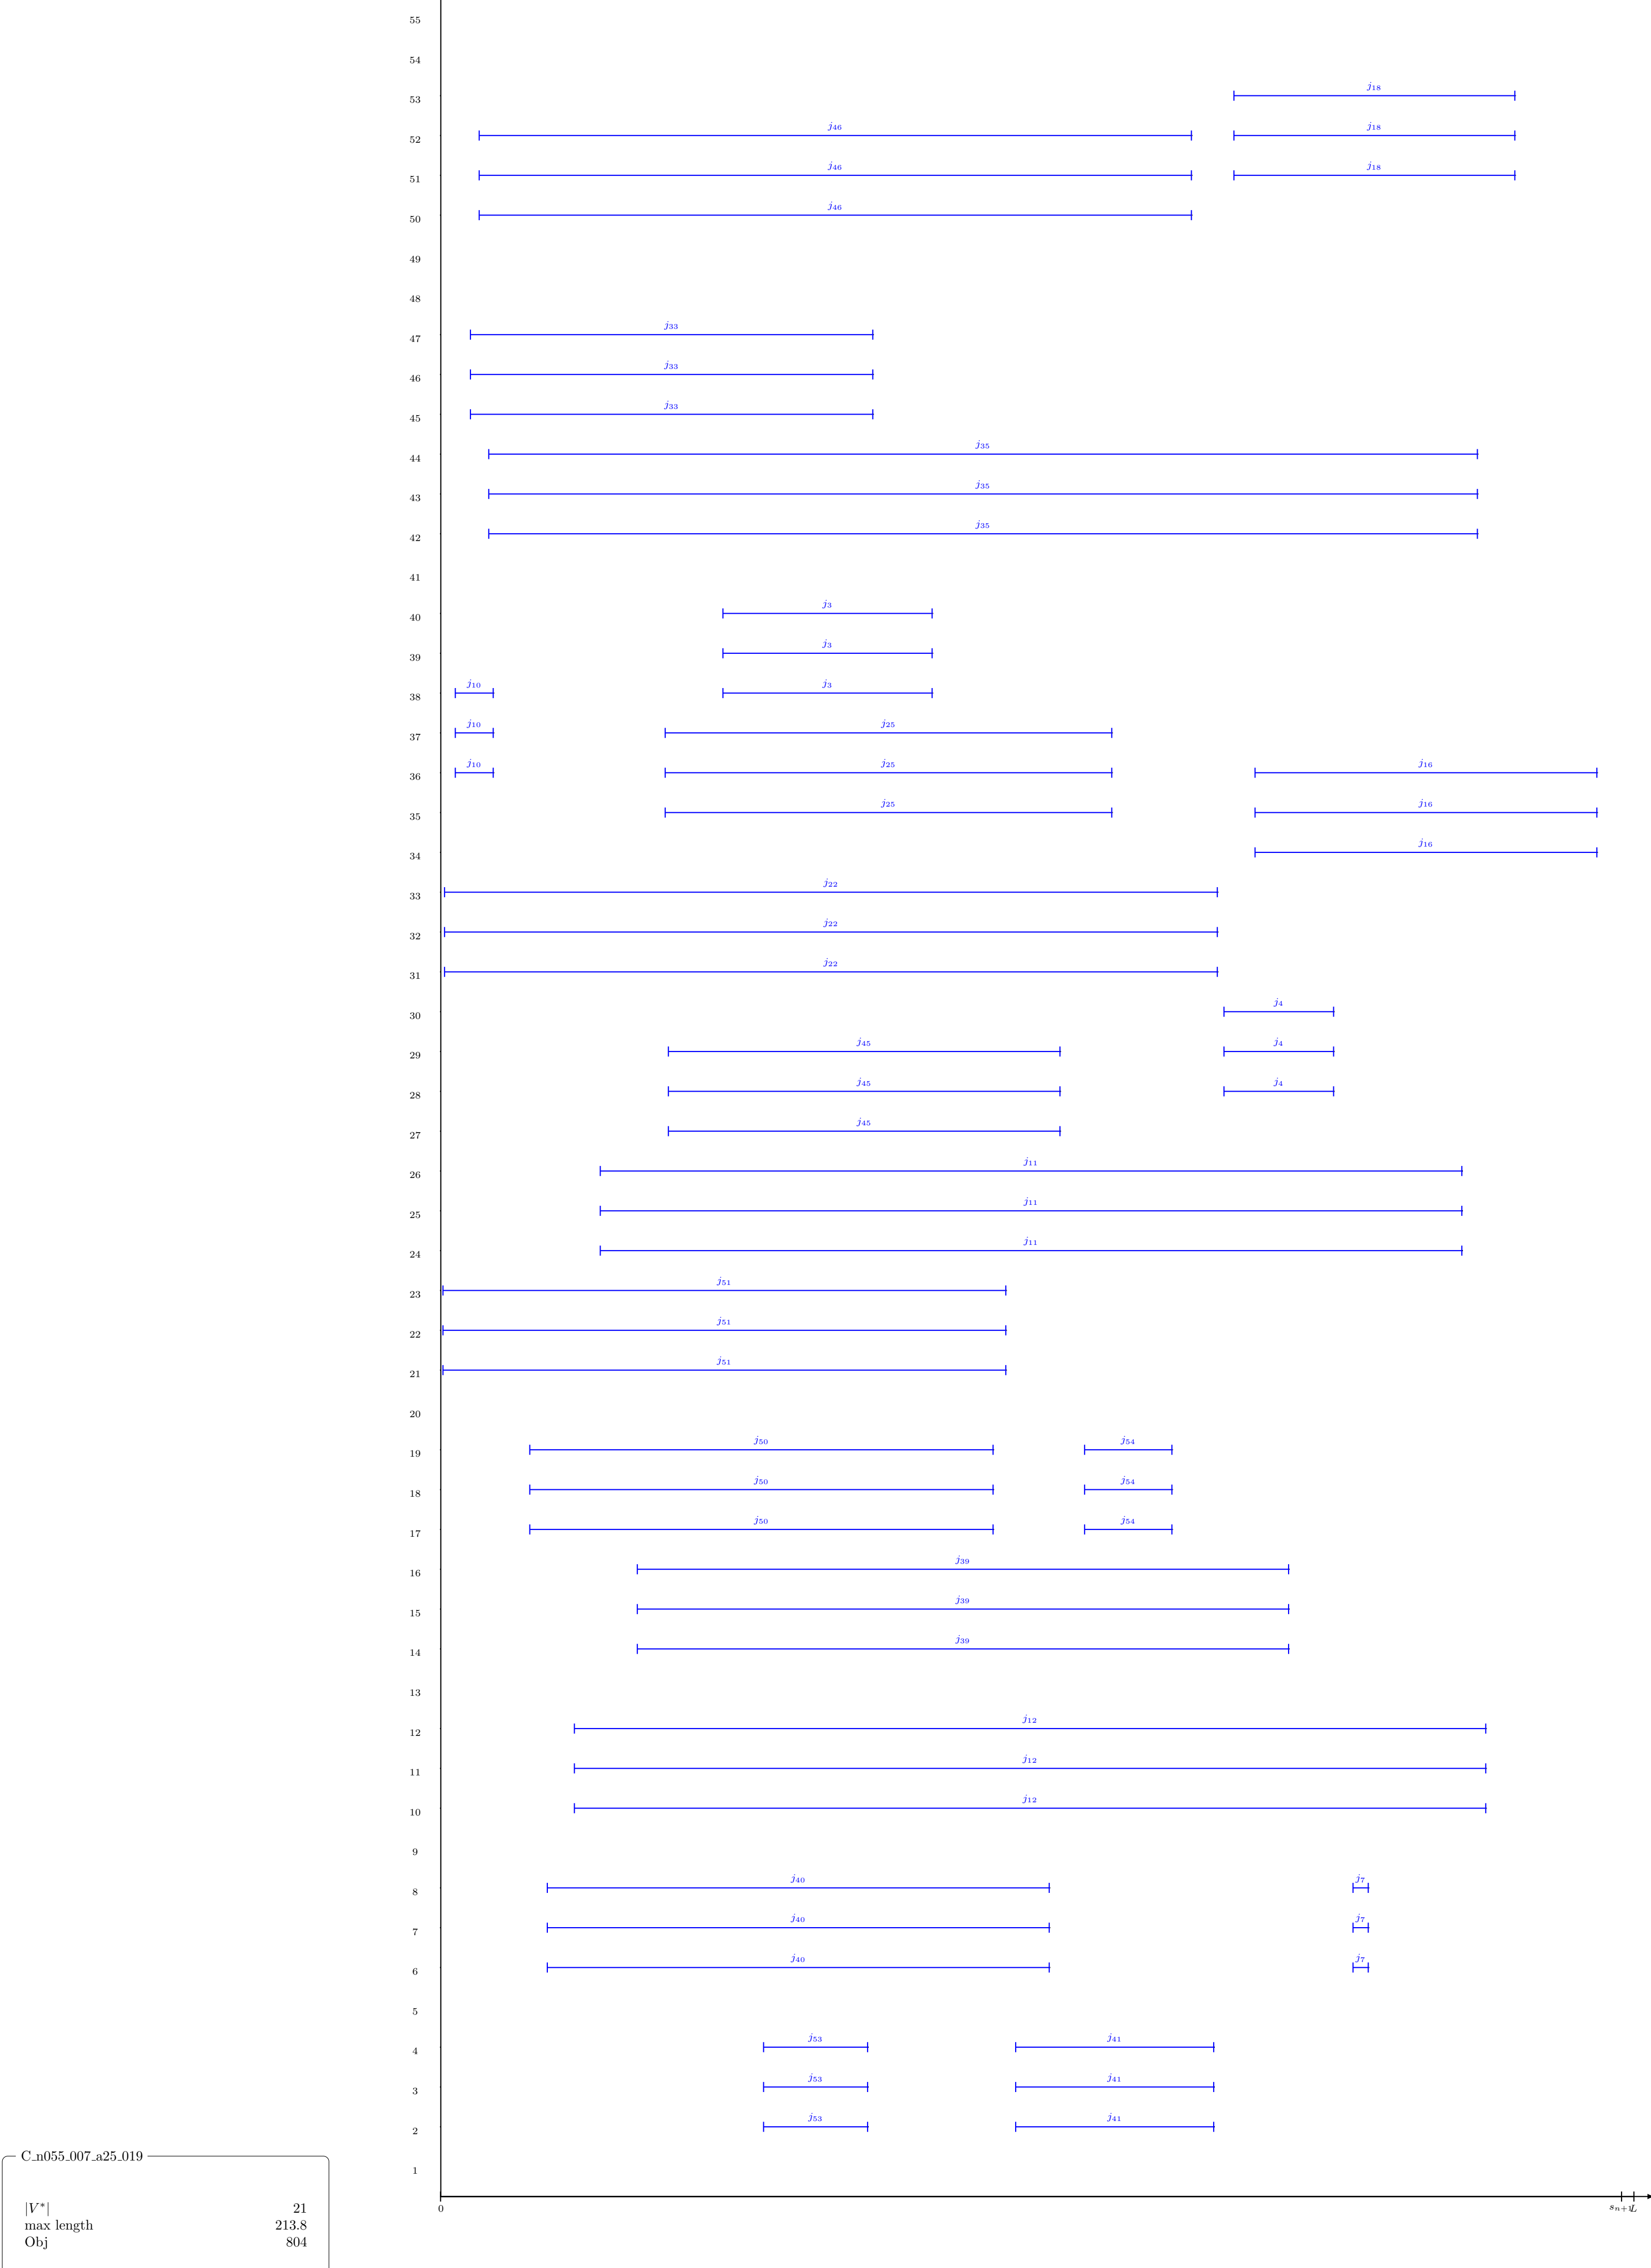 55
54
j18
53
j46 j18
52
j46 j18
51
j46
50
49
48
j33
47
j33
46
j33
45
j35
44
j35
43
j35
42
41
j3
40
j3
39
j10 j3
38
j10 j25
37
j10 j25 j16
36
j25 j16
35
j16
34
j22
33
j22
32
j22
31
j4
30
j45 j4
29
j45 j4
28
j45
27
j11
26
j11
25
j11
24
j51
23
j51
22
j51
21
20
j50 j54
19
j50 j54
18
j50 j54
17
j39
16
j39
15
j39
14
13
j12
12
j12
11
j12
10
9
j40 j7
8
j40 j7
7
j40 j7
6
5
j53 j41
4
j53 j41
3
j53 j41
2
1
0 L
C_n055_007_a25_019
|V*| 21
max length 213.8
Obj 804